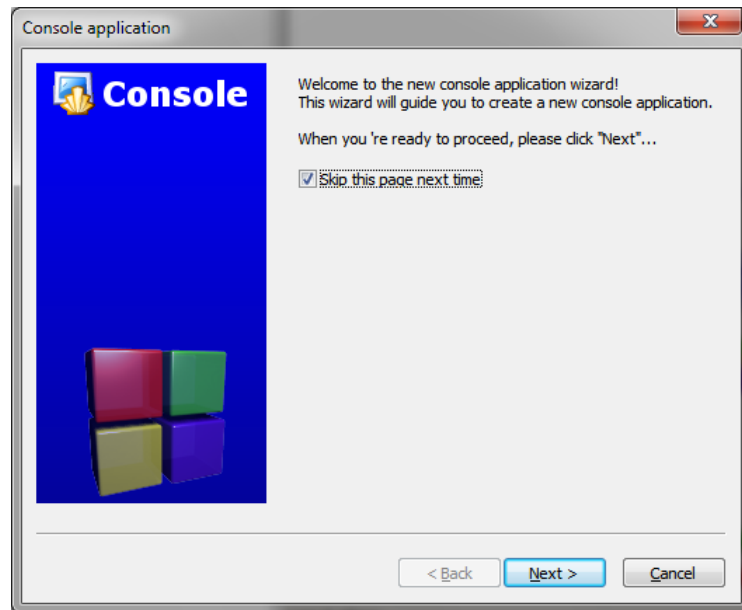 Console application
Console
Welcome to the new console application wizard!
This wizard will guide you to create a new console application.
When you 're ready to proceed, please click "Next"...
Skip this page next time
< Back
Next >
Cancel